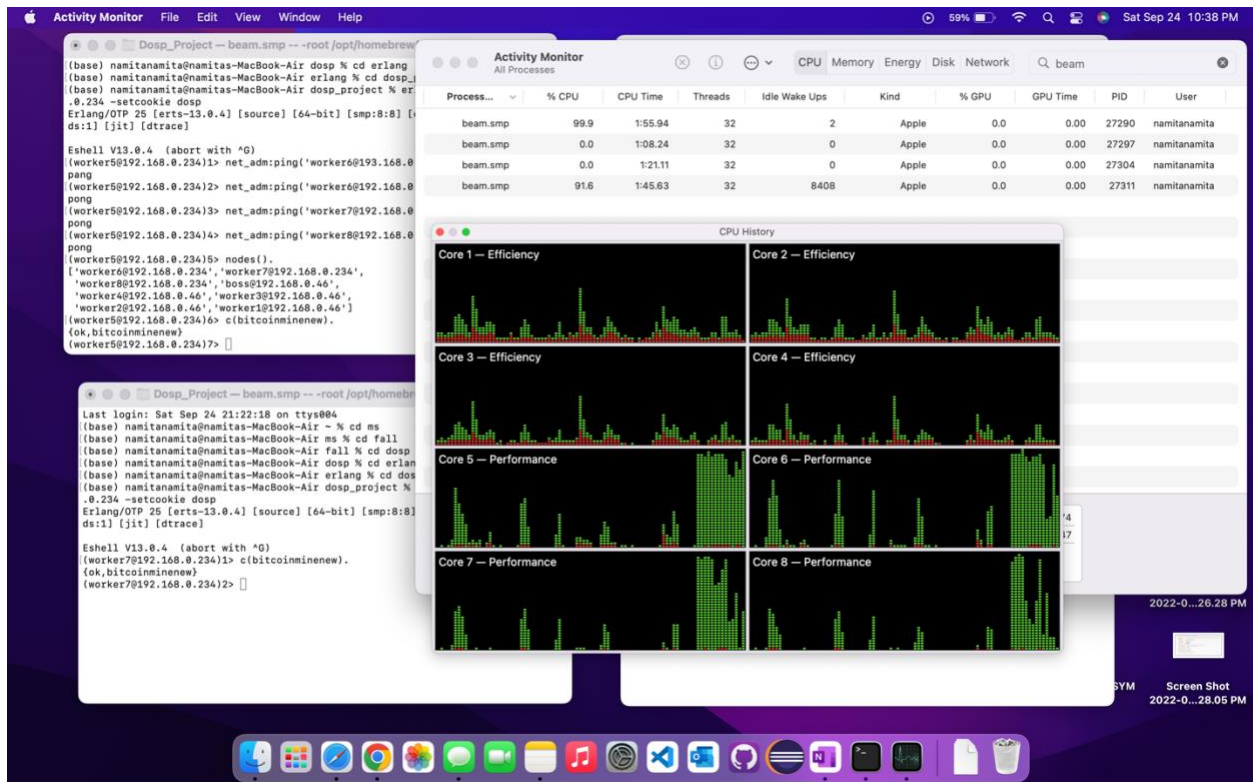 Activity Monitor File Edit View Window Help
59%
Sat Sep 24 10:38 PM
Dosp_Project — beam.smp -- -root /opt/homebrew/
(base) namitanamita@namitas-MacBook-Air dosp % cd erlang
(base) namitanamita@namitas-MacBook-Air erlang % cd dosp_
(base) namitanamita@namitas-MacBook-Air dosp_project % er
.0.234 -setcookie dosp
Erlang/OTP 25 [erts-13.0.4] [source] [64-bit] [smp:8:8] [
ds:1] [jit] [dtrace]
Eshell V13.0.4 (abort with ^G)
(worker5@192.168.0.234)1> net_adm:ping('worker6@193.168.0
pang
(worker5@192.168.0.234)2> net_adm:ping('worker6@192.168.0
pong
(worker5@192.168.0.234)3> net_adm:ping('worker7@192.168.0
pong
(worker5@192.168.0.234)4> net_adm:ping('worker8@192.168.0
pong
(worker5@192.168.0.234)5> nodes().
['worker6@192.168.0.234','worker7@192.168.0.234',
'worker8@192.168.0.234','boss@192.168.0.46',
'worker4@192.168.0.46','worker3@192.168.0.46',
'worker2@192.168.0.46','worker1@192.168.0.46']
(worker5@192.168.0.234)6> c(bitcoinminenew).
{ok,bitcoinminenew}
(worker5@192.168.0.234)7>
Dosp_Project — beam.smp -- -root /opt/homebr
Last login: Sat Sep 24 21:22:18 on ttys004
(base) namitanamita@namitas-MacBook-Air ~ % cd ms
(base) namitanamita@namitas-MacBook-Air ms % cd fall
(base) namitanamita@namitas-MacBook-Air fall % cd dosp
(base) namitanamita@namitas-MacBook-Air dosp % cd erlan
(base) namitanamita@namitas-MacBook-Air erlang % cd dos
(base) namitanamita@namitas-MacBook-Air dosp_project %
.0.234 -setcookie dosp
Erlang/OTP 25 [erts-13.0.4] [source] [64-bit] [smp:8:8]
ds:1] [jit] [dtrace]
Eshell V13.0.4 (abort with ^G)
(worker7@192.168.0.234)1> c(bitcoinminenew).
{ok,bitcoinminenew}
(worker7@192.168.0.234)2>
Activity Monitor
All Processes
CPU Memory Energy Disk Network
beam
Process... % CPU CPU Time Threads Idle Wake Ups Kind % GPU GPU Time PID User
beam.smp 99.9 1:55.94 32 2 Apple 0.0 0.00 27290 namitanamita
beam.smp 0.0 1:08.24 32 0 Apple 0.0 0.00 27297 namitanamita
beam.smp 0.0 1:21.11 32 0 Apple 0.0 0.00 27304 namitanamita
beam.smp 91.6 1:45.63 32 8408 Apple 0.0 0.00 27311 namitanamita
CPU History
Core 1 — Efficiency
Core 2 — Efficiency
Core 3 — Efficiency
Core 4 — Efficiency
Core 5 — Performance
Core 6 — Performance
Core 7 — Performance
Core 8 — Performance
2022-0...26.28 PM
SYM
Screen Shot
2022-0...28.05 PM